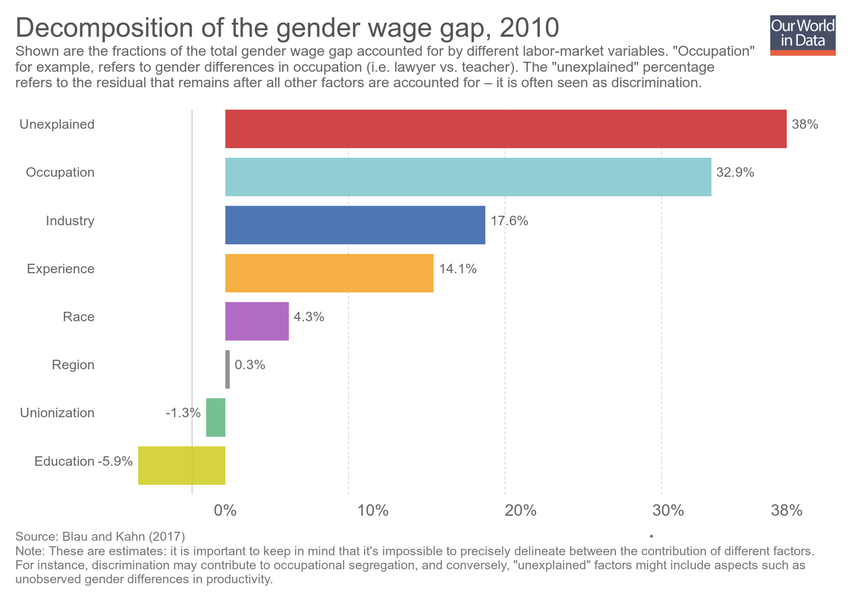 Decomposition of the gender wage gap, 2010
Our World
in Data
Shown are the fractions of the total gender wage gap accounted for by different labor-market variables. "Occupation"
for example, refers to gender differences in occupation (i.e. lawyer vs. teacher). The "unexplained" percentage
refers to the residual that remains after all other factors are accounted for – it is often seen as discrimination.
Unexplained 38%
Occupation 32.9%
Industry 17.6%
Experience 14.1%
Race 4.3%
Region 0.3%
Unionization -1.3%
Education -5.9%
0% 10% 20% 30% 38%
Source: Blau and Kahn (2017)
Note: These are estimates: it is important to keep in mind that it's impossible to precisely delineate between the contribution of different factors.
For instance, discrimination may contribute to occupational segregation, and conversely, "unexplained" factors might include aspects such as
unobserved gender differences in productivity.